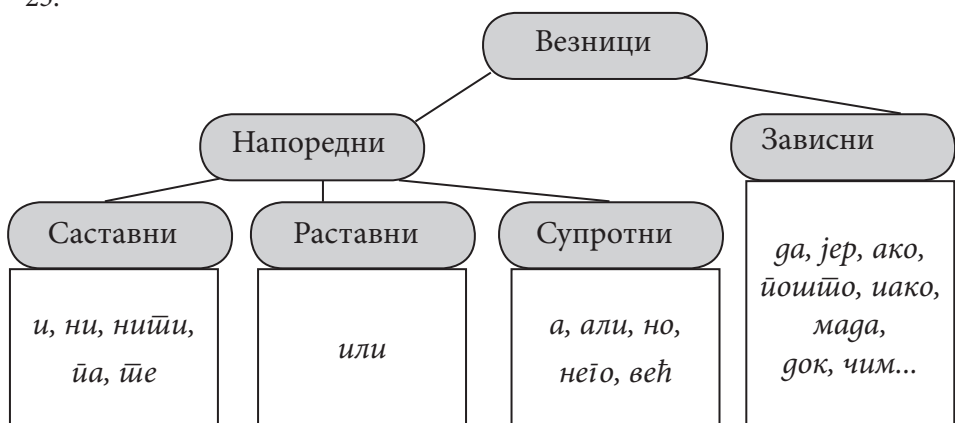 25.
Везници
Напоредни
Зависни
Саставни
Раставни
Супротни
и, ни, нити,
па, те
или
а, али, но,
него, већ
да, јер, ако,
пошто, иако,
мада,
док, чим...